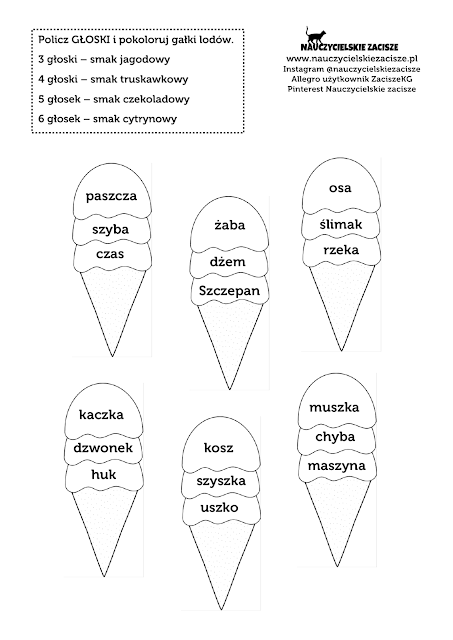 Policz GŁOSKI i pokoloruj gałki lodów.
3 głoski – smak jagodowy
4 głoski – smak truskawkowy
5 głosek – smak czekoladowy
6 głosek – smak cytrynowy
NAUCZYCIELSKIE ZACISZE
www.nauczycielskiezacisze.pl
Instagram @nauczycielskiezacisze
Allegro użytkownik ZaciszeKG
Pinterest Nauczycielskie zacisze
paszcza
szyba
czas
żaba
dżem
Szczepan
osa
ślimak
rzeka
kaczka
dzwonek
huk
kosz
szyszka
uszko
muszka
chyba
maszyna